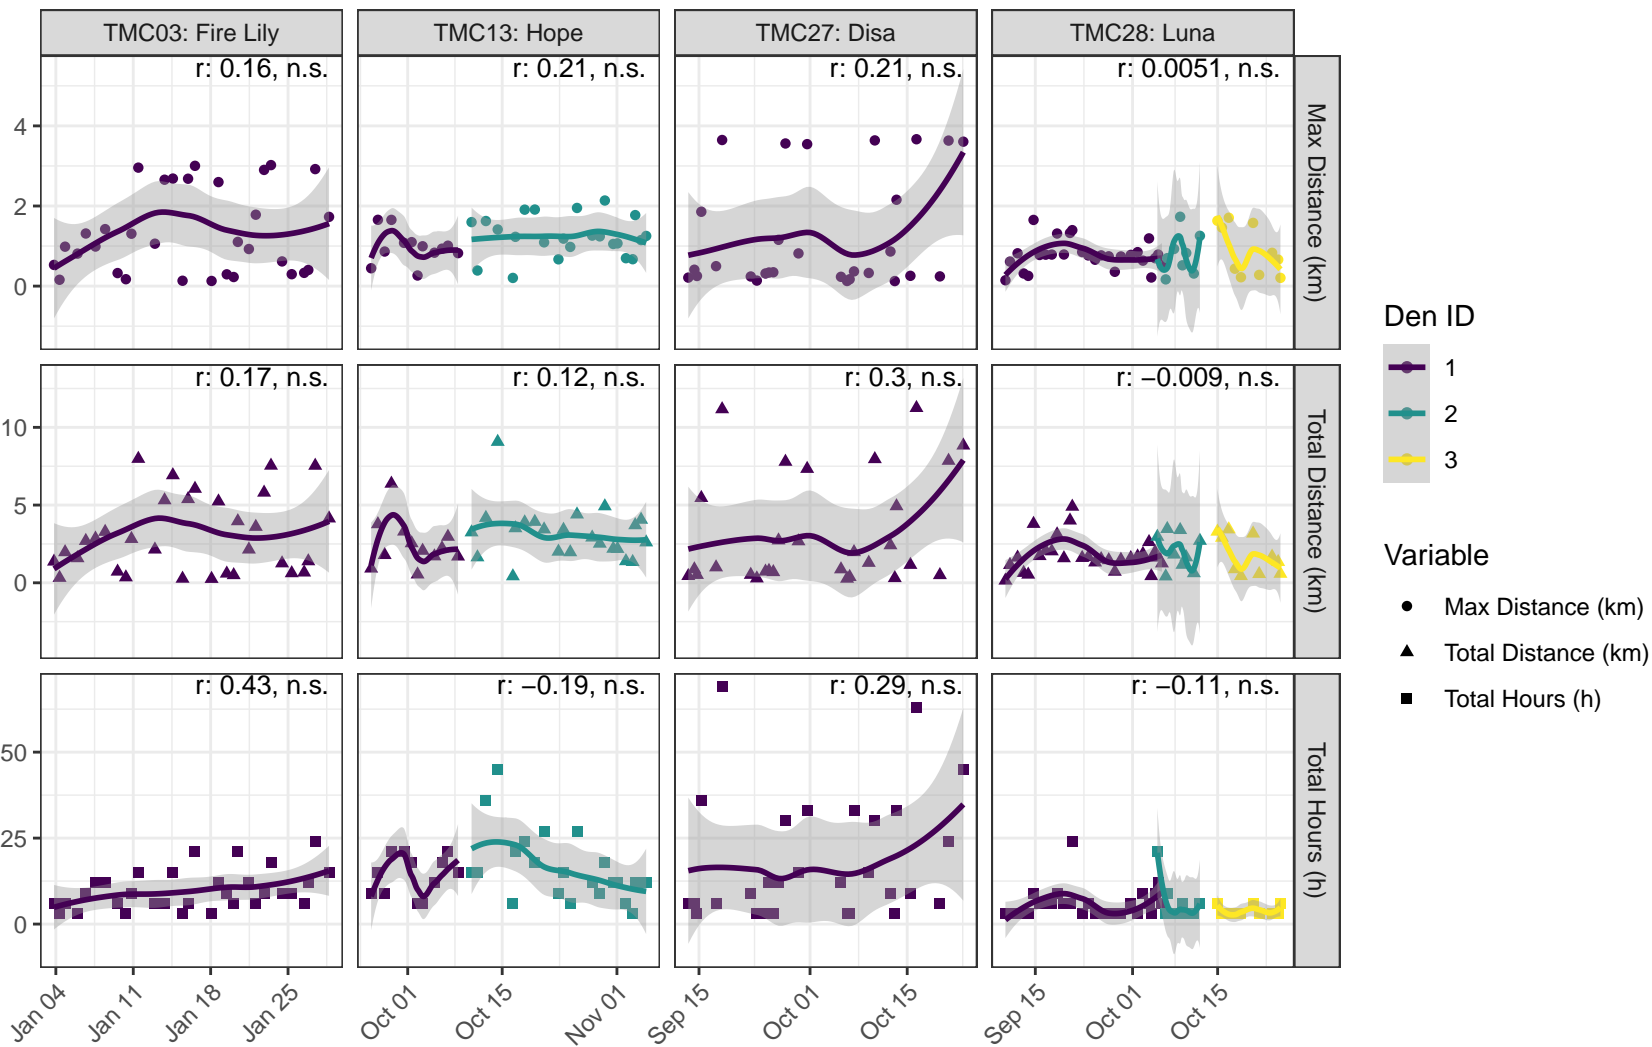 TMC03: Fire Lily
TMC13: Hope
TMC27: Disa
TMC28: Luna
r: 0.16, n.s.
r: 0.21, n.s.
r: 0.21, n.s.
r: 0.0051, n.s.
4
2
0
Max Distance (km)
r: 0.17, n.s.
r: 0.12, n.s.
r: 0.3, n.s.
r: −0.009, n.s.
10
5
0
Total Distance (km)
r: 0.43, n.s.
r: −0.19, n.s.
r: 0.29, n.s.
r: −0.11, n.s.
50
25
0
Total Hours (h)
Jan 04
Jan 11
Jan 18
Jan 25
Oct 01
Oct 15
Nov 01
Sep 15
Oct 01
Oct 15
Sep 15
Oct 01
Oct 15
Den ID
1
2
3
Variable
Max Distance (km)
Total Distance (km)
Total Hours (h)